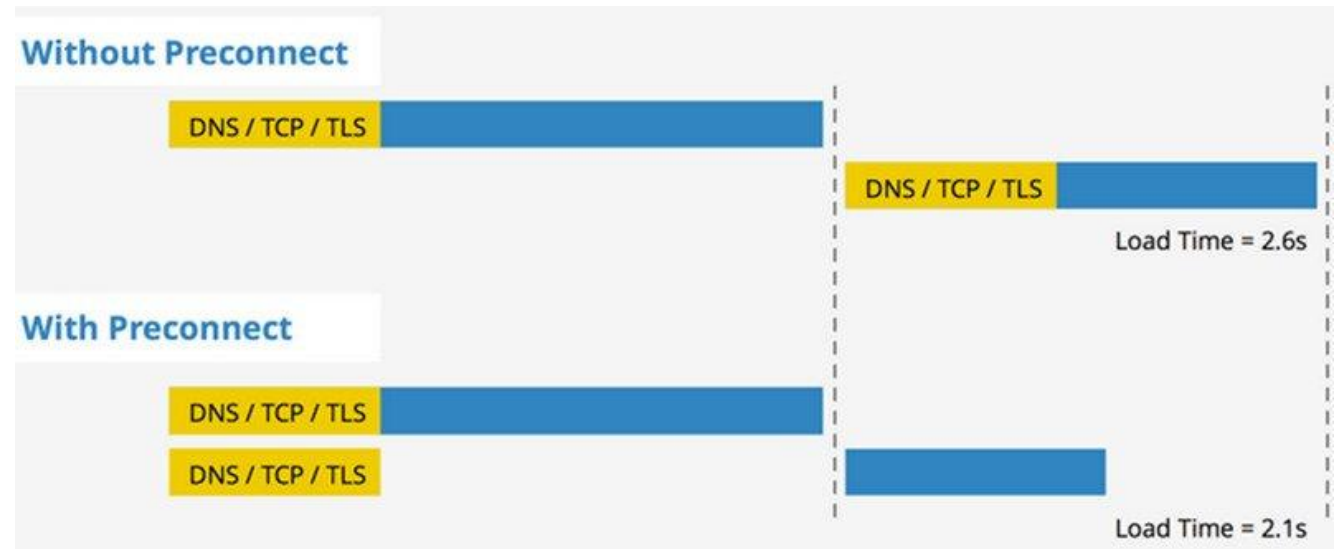 Without Preconnect
DNS / TCP / TLS
DNS / TCP / TLS
Load Time = 2.6s
With Preconnect
DNS / TCP / TLS
DNS / TCP / TLS
Load Time = 2.1s